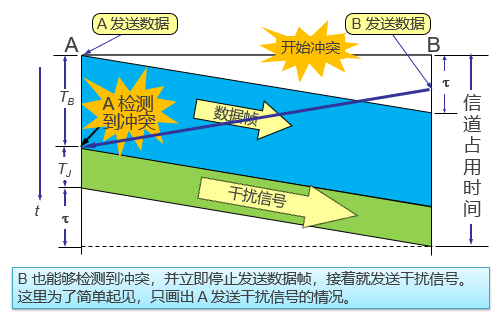 A 发送数据
B 发送数据
A
B
开始冲突
τ
T_B
A 检测
到冲突
数据帧
信道占用时间
T_J
干扰信号
t
τ
B 也能够检测到冲突，并立即停止发送数据帧，接着就发送干扰信号。
这里为了简单起见，只画出 A 发送干扰信号的情况。